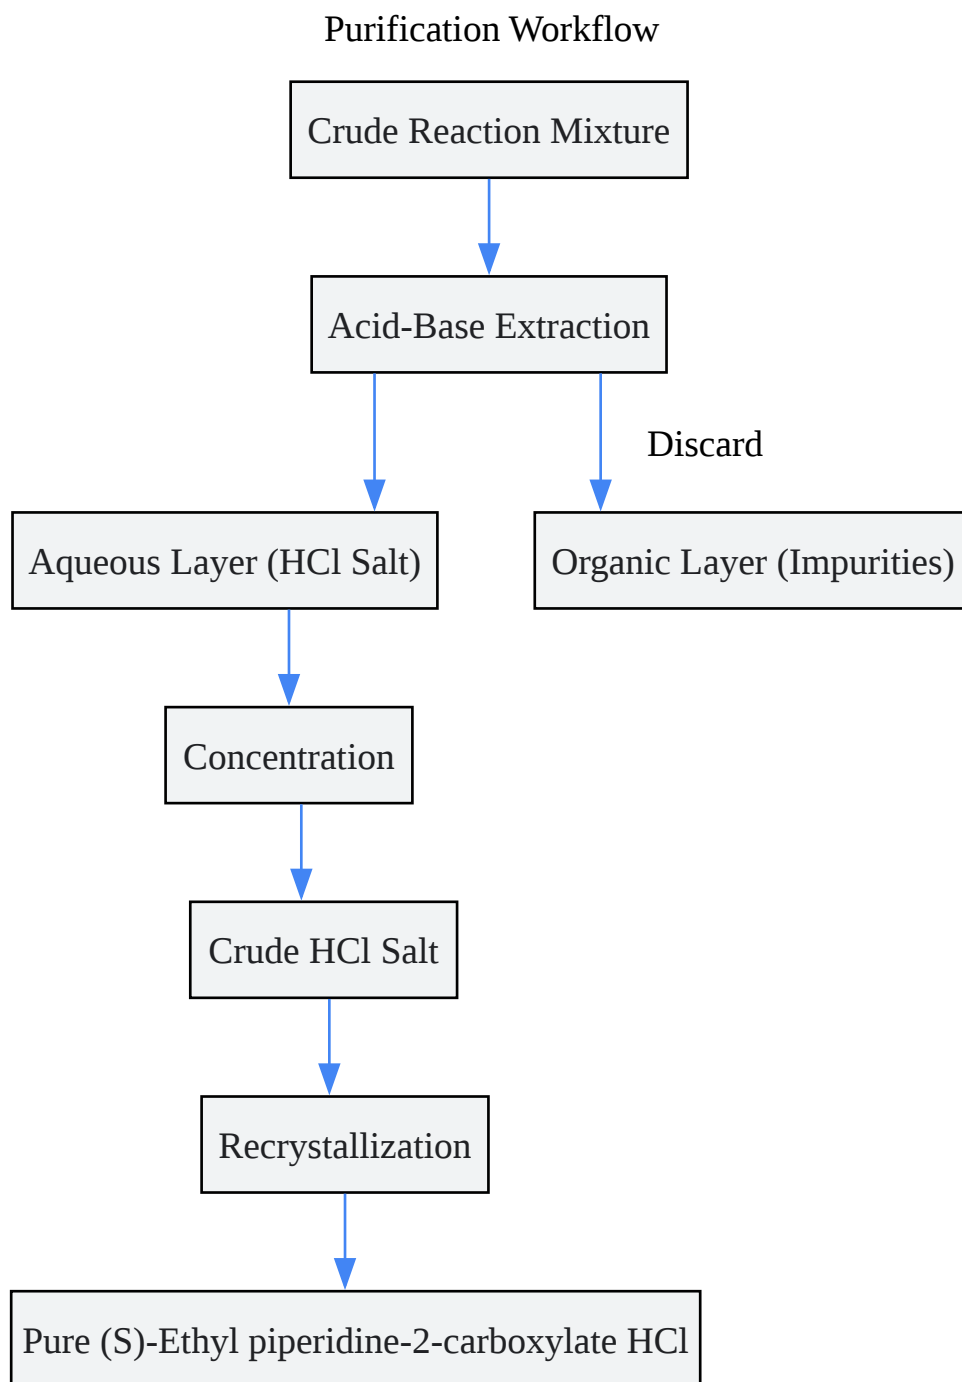 Purification Workflow
Crude Reaction Mixture
Acid-Base Extraction
Discard
Aqueous Layer (HCl Salt)
Organic Layer (Impurities)
Concentration
Crude HCl Salt
Recrystallization
Pure (S)-Ethyl piperidine-2-carboxylate HCl